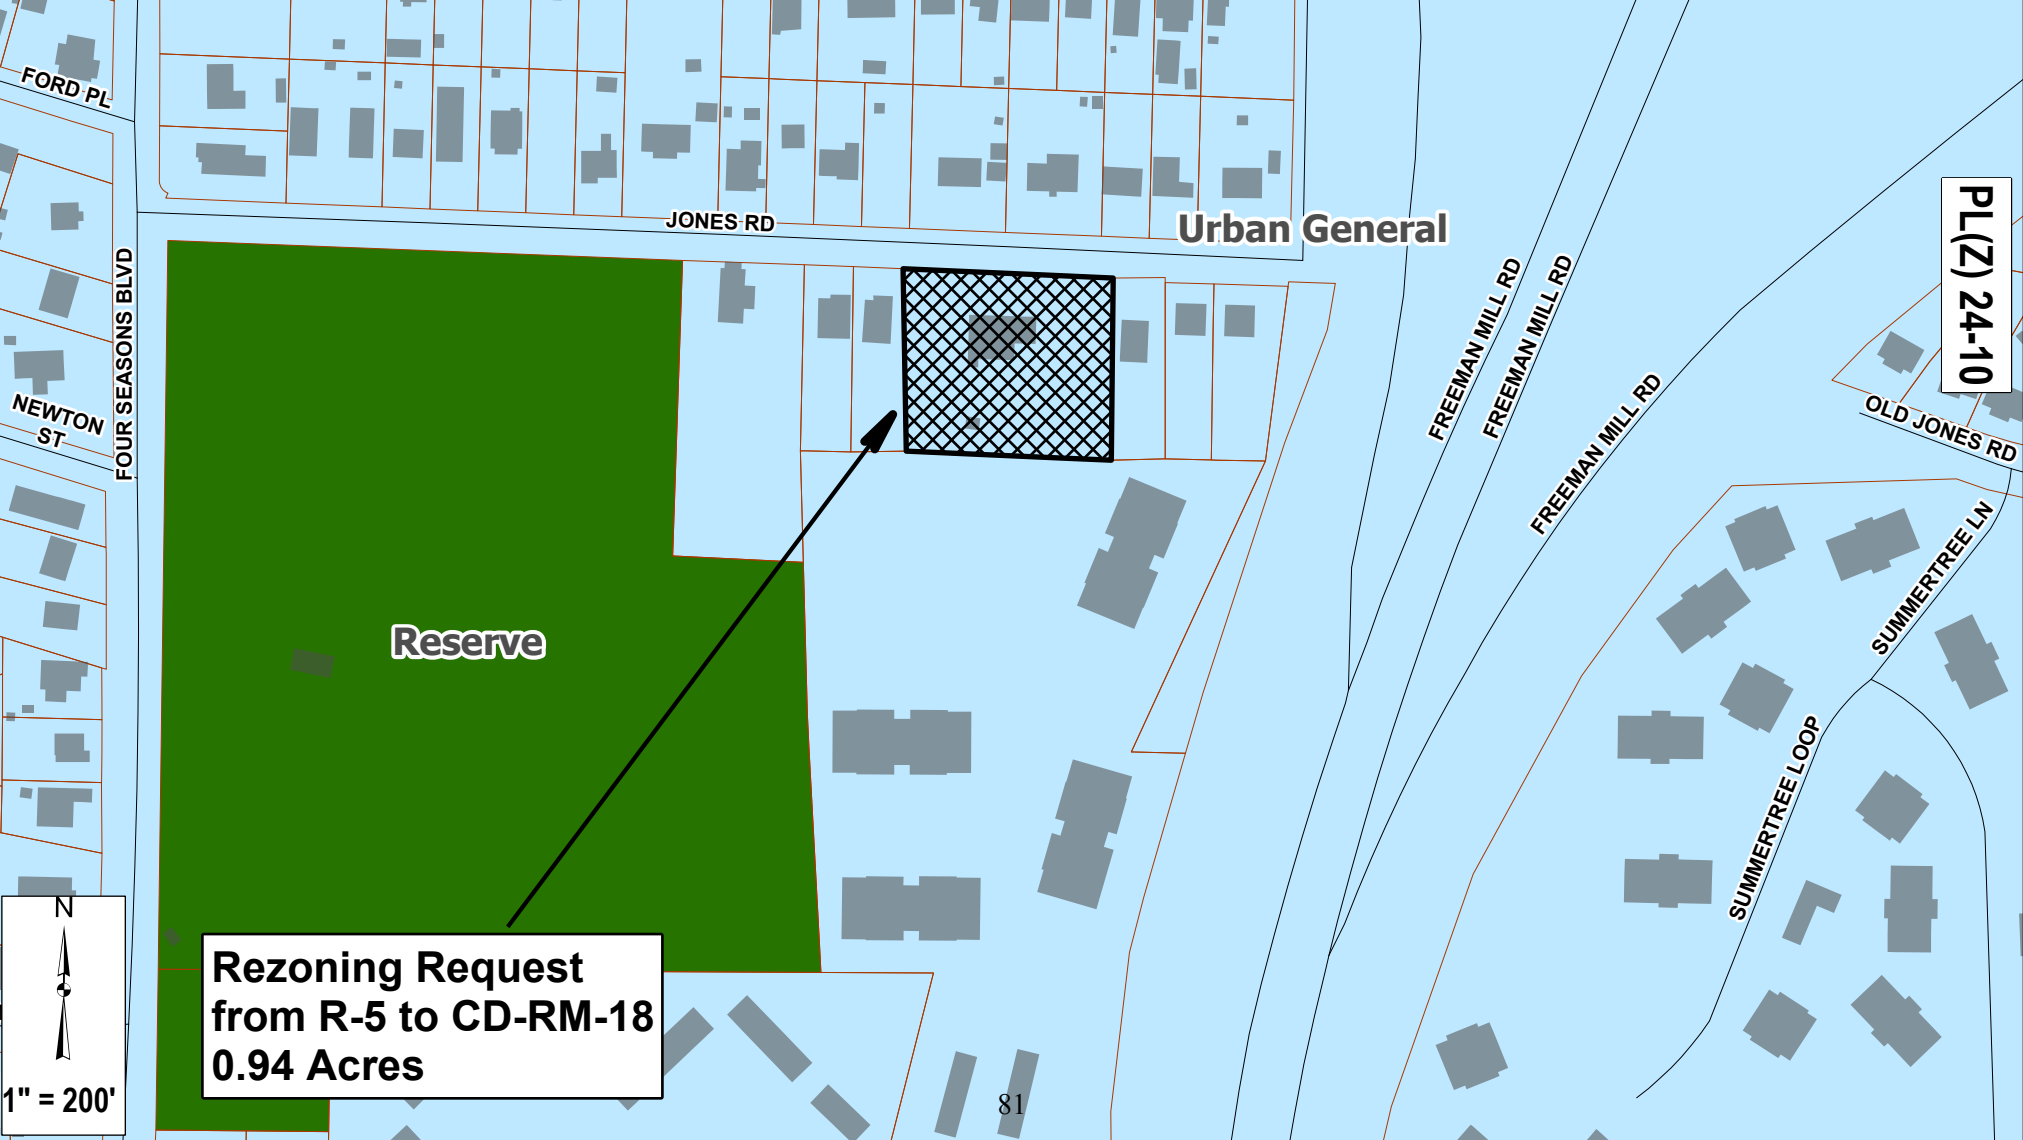 FORD PL
JONES RD
Urban General
FOUR SEASONS BLVD
NEWTON
ST
FREEMAN MILL RD
FREEMAN MILL RD
FREEMAN MILL RD
PL(Z) 24-10
OLD JONES RD
SUMMERTREE LN
SUMMERTREE LOOP
Reserve
N
1" = 200'
Rezoning Request
from R-5 to CD-RM-18
0.94 Acres
81